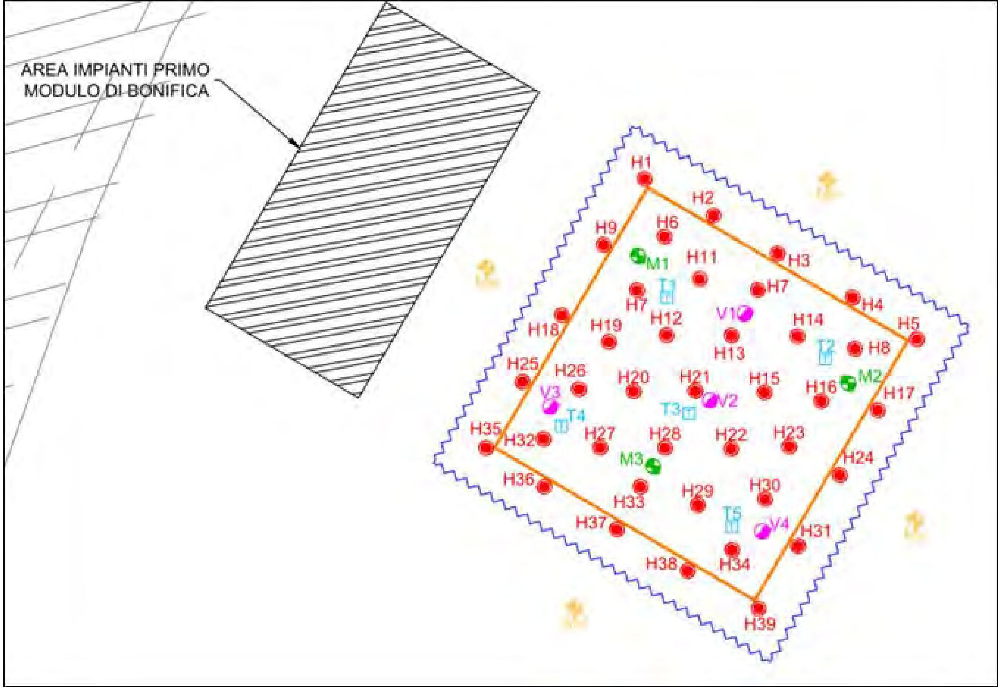 AREA IMPIANTI PRIMO
MODULO DI BONIFICA
H1
H2
H6
H9
H3
H11
M1
T1
H7
H7
H4
V1
H12
H14
H5
H18
H19
T2
H8
H13
H25
H26
H20
H21
H15
M2
H16
H17
V3
V2
T3
T4
H35
H32
H27
H28
H22
H23
M3
H24
H36
H33
H29
H30
T5
V4
H37
H31
H38
H34
H39